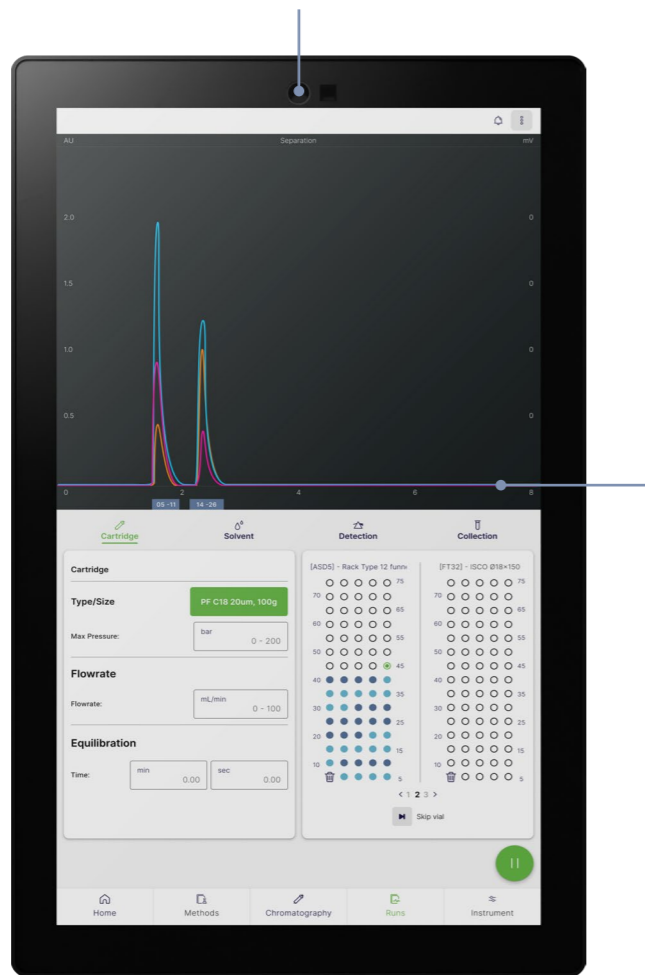 AU Separation mV
2.0 0
1.5 0
1.0 0
0.5 0
0 2 4 6 8
05 -11 14 -26
Cartridge Solvent Detection Collection
Cartridge
Type/Size PF C18 20um, 100g
Max Pressure: bar 0 - 200
Flowrate
Flowrate: mL/min 0 - 100
Equilibration
Time: min 0.00 sec 0.00
[ASD5] - Rack Type 12 funne
75
70
65
60
55
50
45
40
35
30
25
20
15
10
5
[FT32] - ISCO Ø18x150
75
70
65
60
55
50
45
40
35
30
25
20
15
10
5
< 1 2 3 >
Skip vial
Home Methods Chromatography Runs Instrument